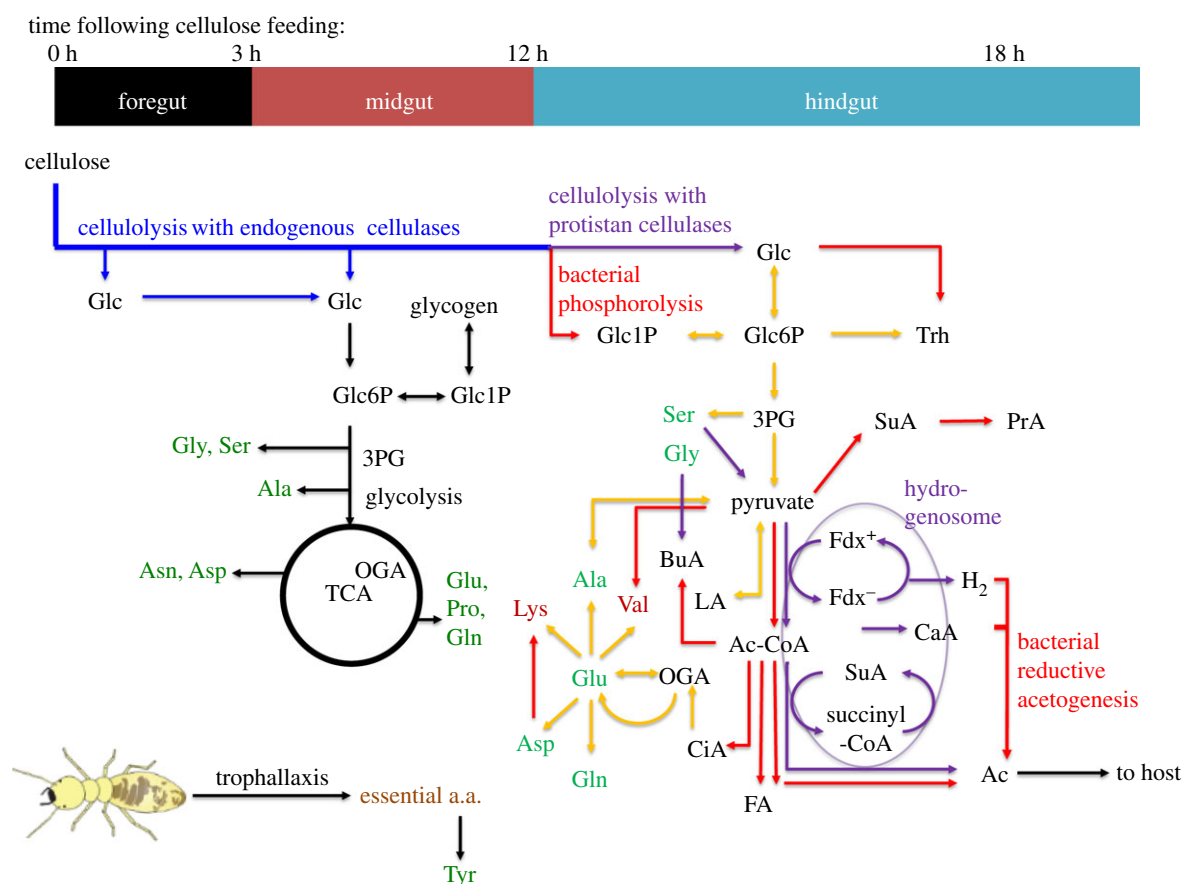 time following cellulose feeding:
0 h 3 h 12 h 18 h
foregut midgut hindgut
cellulose
cellulolysis with endogenous cellulases
cellulolysis with
protistan cellulases
Glc
Glc
Glc
glycogen
bacterial
phosphorolysis
Glc1P
Glc6P
Trh
Glc6P
Glc1P
Gly, Ser
3PG
Ala
glycolysis
Ser
3PG
SuA
PrA
Gly
pyruvate
hydro-
genosome
Asn, Asp
OGA
TCA
Glu,
Pro,
Gln
BuA
Fdx⁺
Ala
LA
Fdx⁻
H₂
Lys
Val
Ac-CoA
CaA
bacterial
reductive
acetogenesis
Glu
OGA
SuA
succinyl
-CoA
Asp
CiA
Gln
FA
Ac
to host
trophallaxis
essential a.a.
Tyr